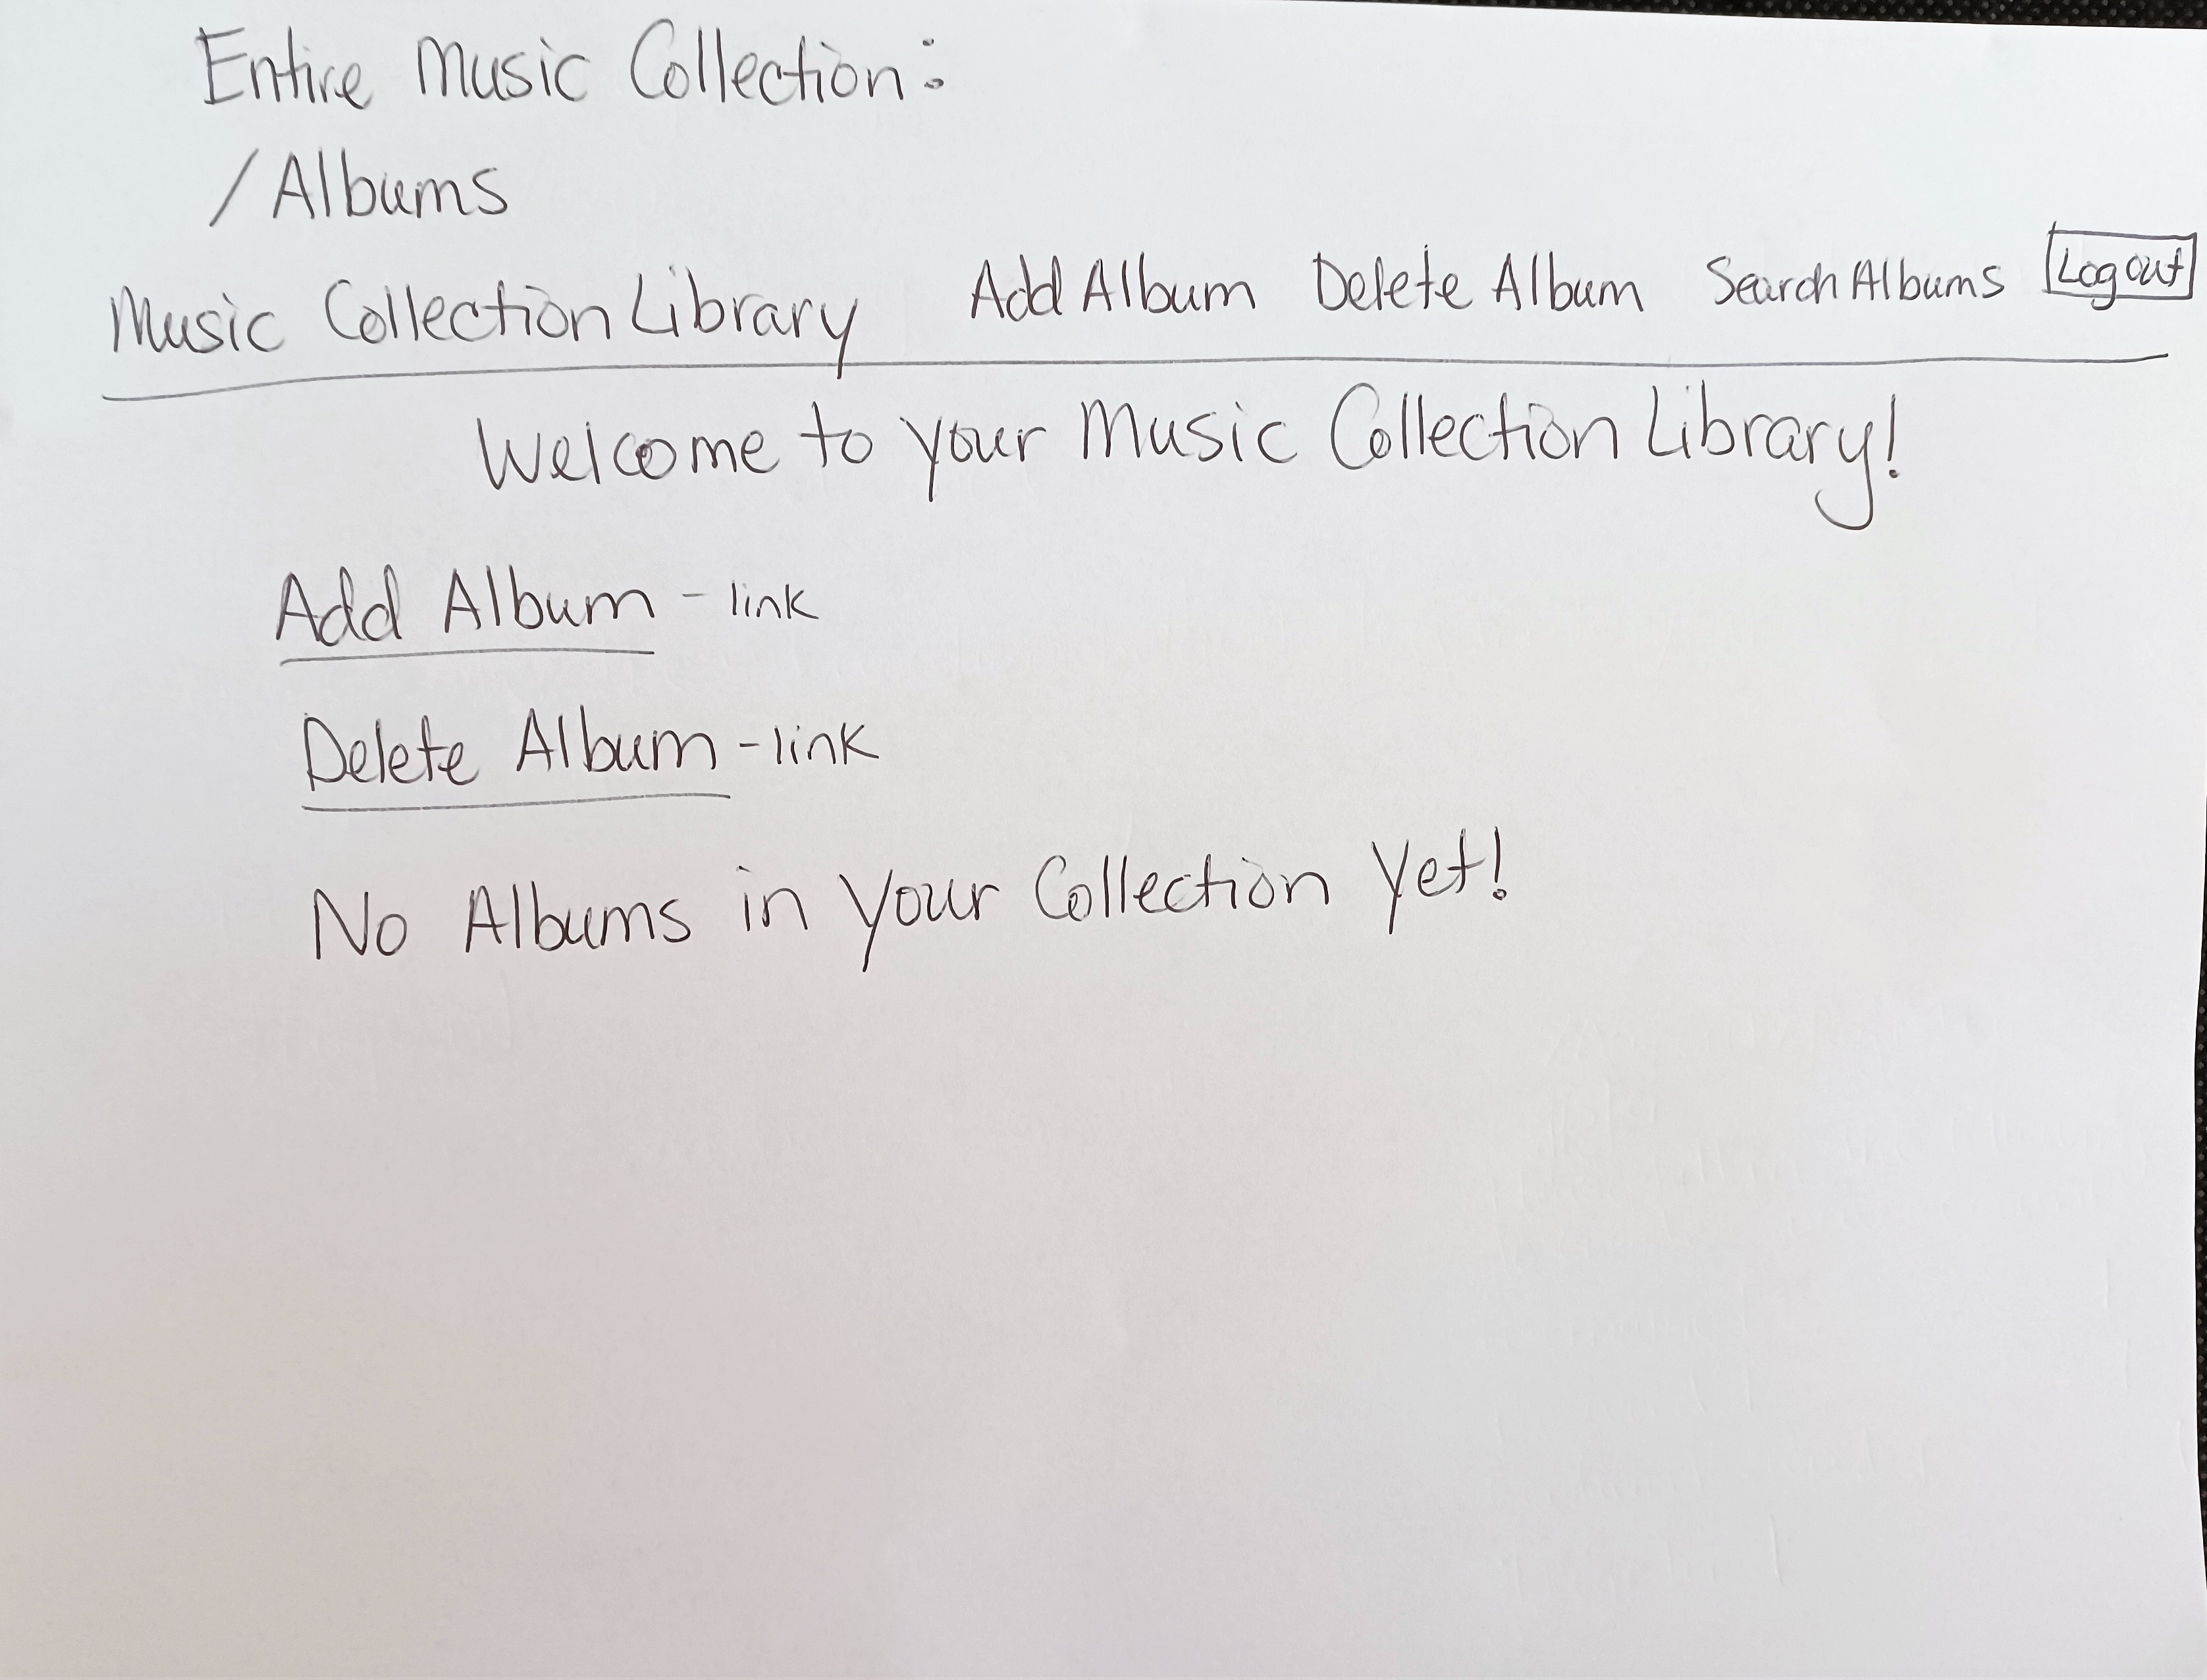 Entire Music Collection:
/Albums
Music Collection Library Add Album Delete Album Search Albums Logout
Welcome to your Music Collection Library!
Add Album - link
Delete Album - link
No Albums in your Collection Yet!